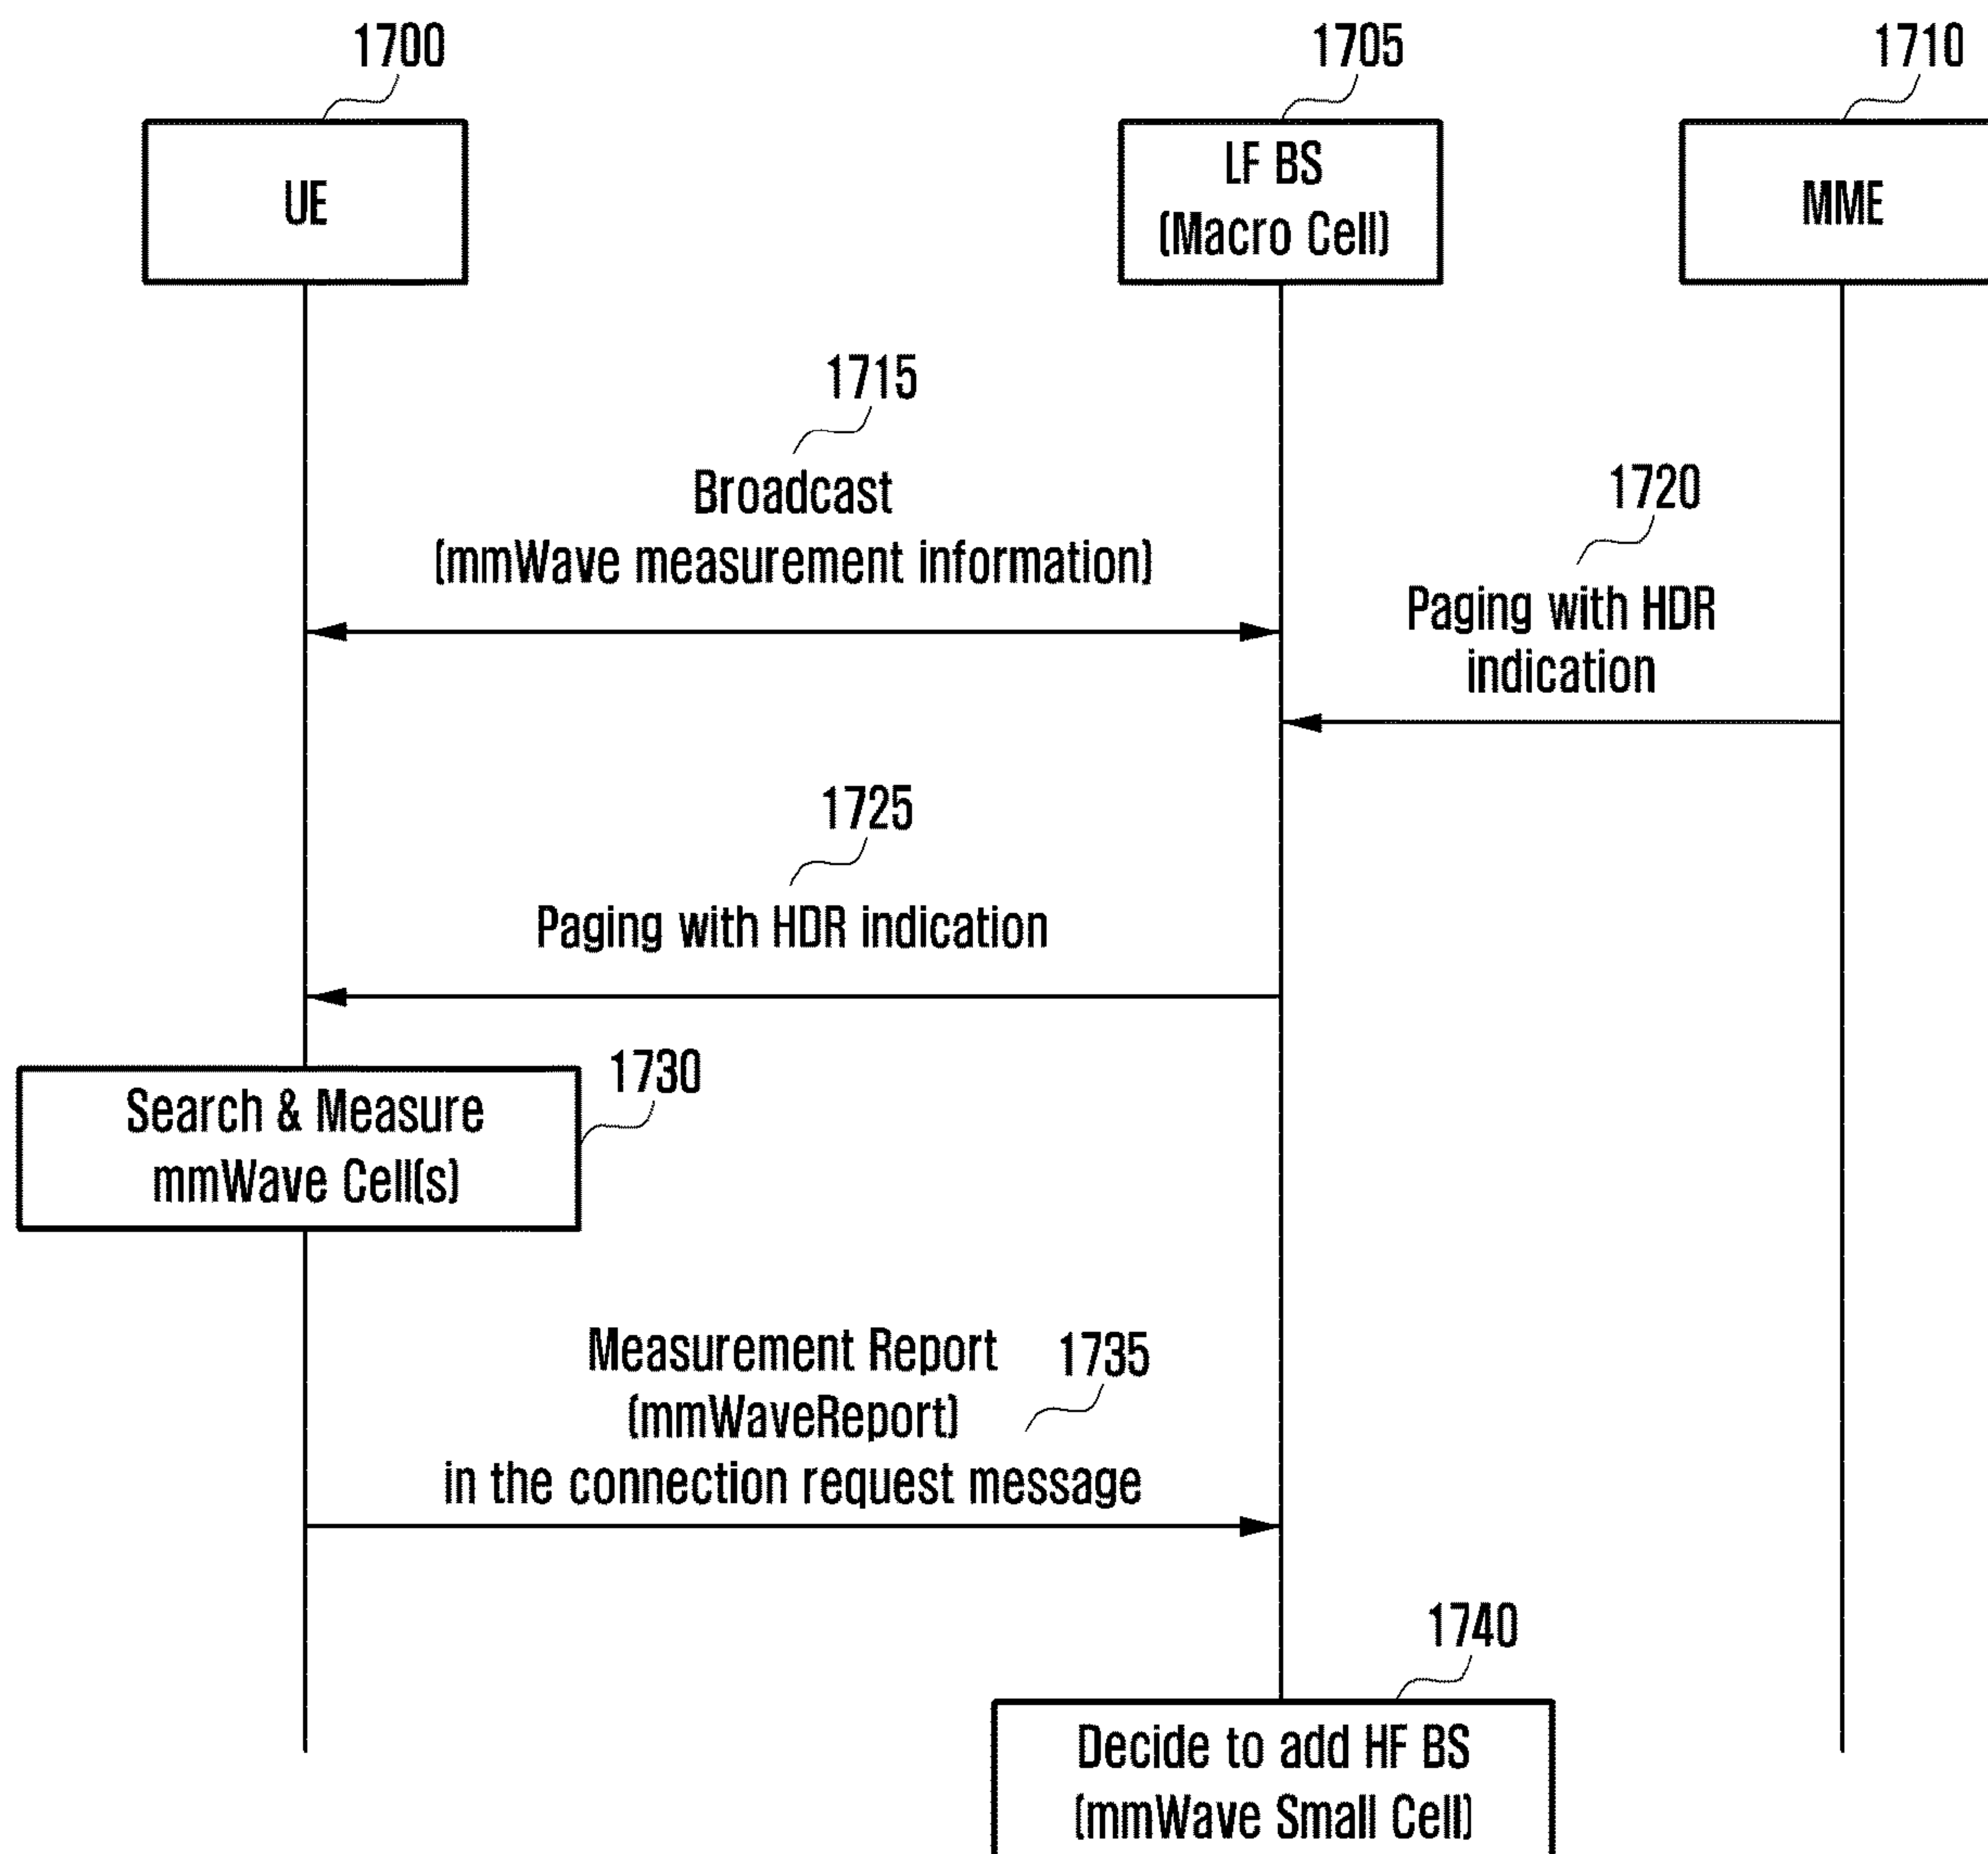 1700
1705
1710
UE
LF BS
(Macro Cell)
MME
1715
Broadcast
(mmWave measurement information)
1720
Paging with HDR
indication
1725
Paging with HDR indication
1730
Search & Measure
mmWave Cell(s)
Measurement Report
1735
(mmWaveReport)
in the connection request message
1740
Decide to add HF BS
(mmWave Small Cell)